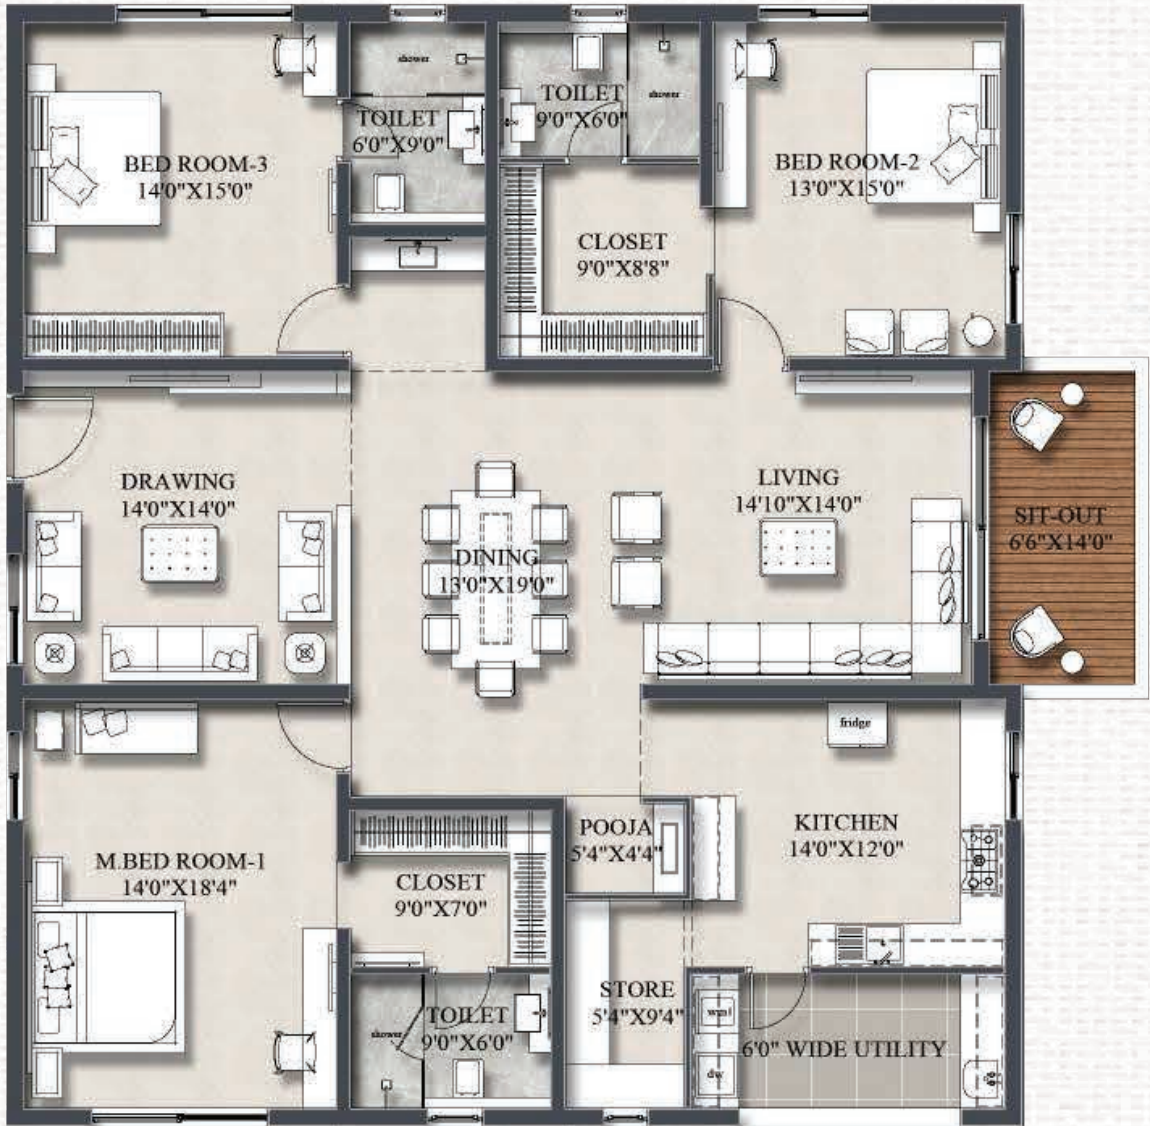 shower
TOILET
6'0"X9'0"
TOILET
9'0"X6'0"
shower
BED ROOM-3
14'0"X15'0"
BED ROOM-2
13'0"X15'0"
CLOSET
9'0"X8'8"
DRAWING
14'0"X14'0"
LIVING
14'10"X14'0"
SIT-OUT
6'6"X14'0"
DINING
13'0"X19'0"
fridge
POOJA
5'4"X4'4"
KITCHEN
14'0"X12'0"
M.BED ROOM-1
14'0"X18'4"
CLOSET
9'0"X7'0"
STORE
5'4"X9'4"
shower
TOILET
9'0"X6'0"
6'0" WIDE UTILITY
dw